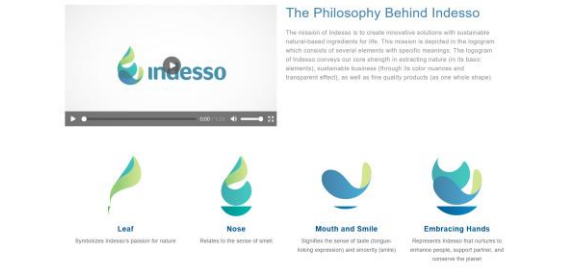 The Philosophy Behind Indesso
The mission of Indesso is to create innovative solutions with sustainable
natural-based ingredients for life. This mission is depicted in the logogram
which consists of several elements with specific meanings. The logogram
of Indesso conveys our core strength in extracting nature (in its basic
elements), sustainable business (through its color nuances and
transparent effect), as well as fine quality products (as one whole shape).
indesso
0:00
Leaf
Symbolizes Indesso's passion for nature
Nose
Relates to the sense of smell
Mouth and Smile
Signifies the sense of taste (tongue-
licking expression) and sincerity (smile)
Embracing Hands
Represents Indesso that nurtures to
enhance people, support partner, and
conserve the planet